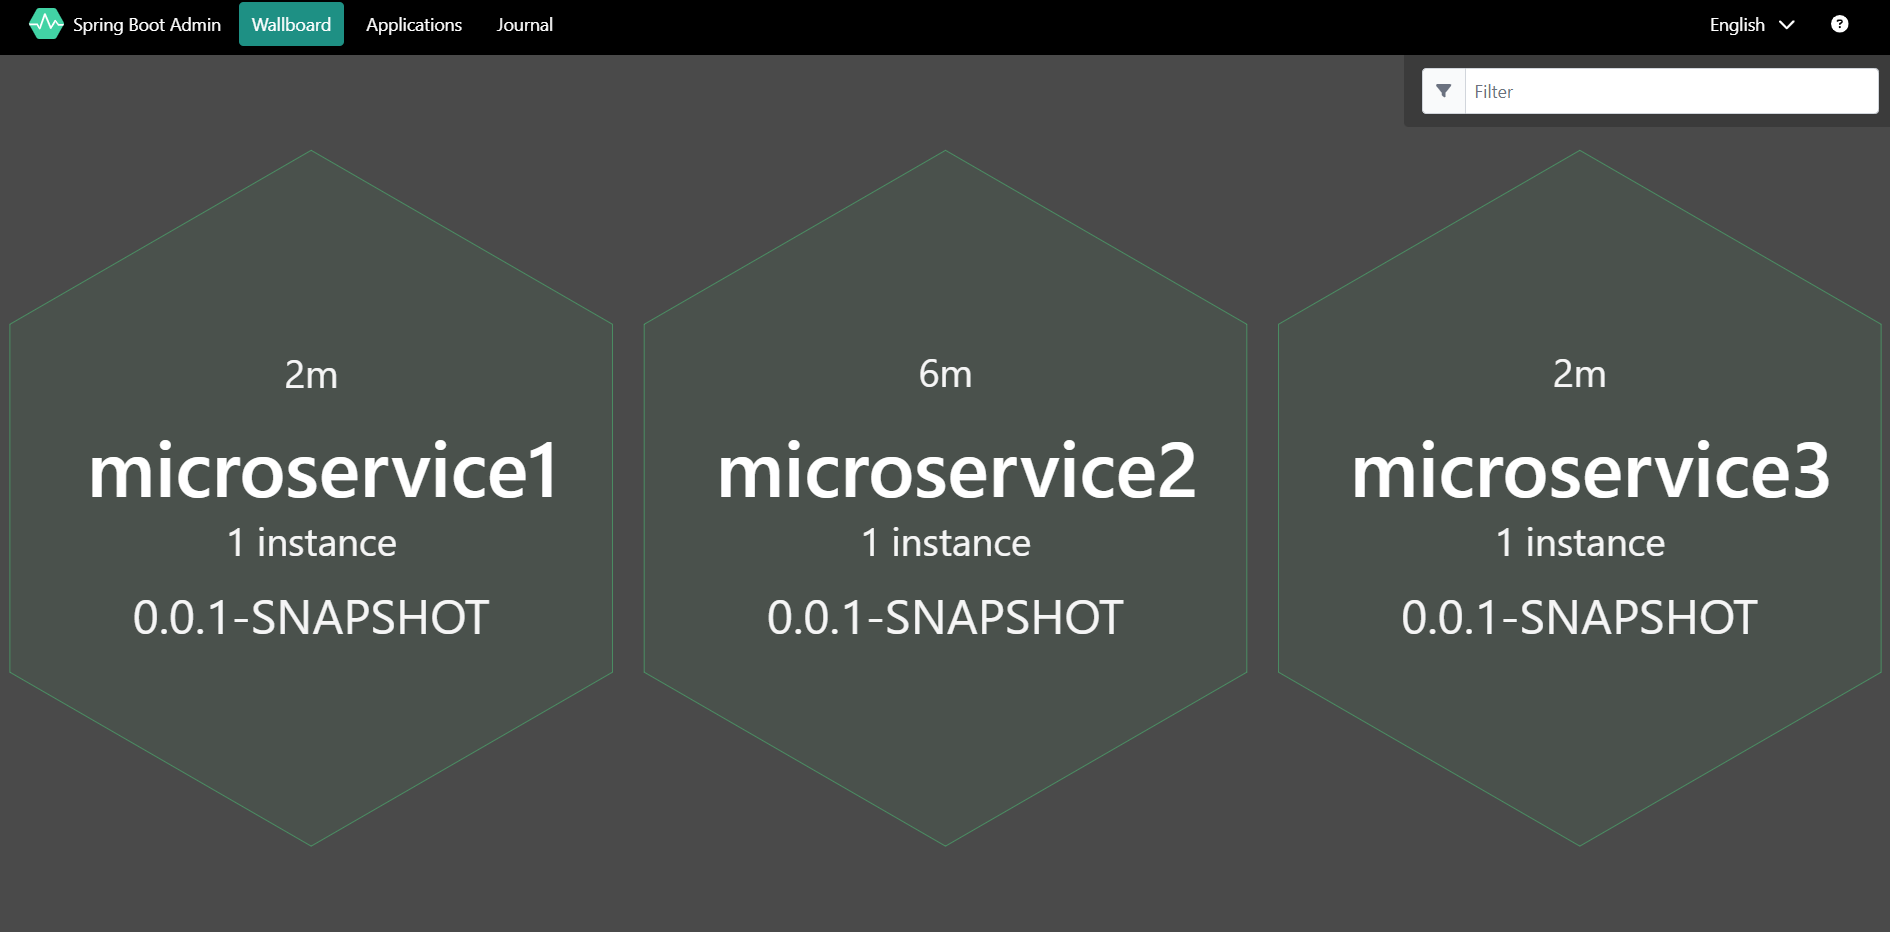 Spring Boot Admin Wallboard Applications Journal English
Filter
2m
microservice1
1 instance
0.0.1-SNAPSHOT
6m
microservice2
1 instance
0.0.1-SNAPSHOT
2m
microservice3
1 instance
0.0.1-SNAPSHOT